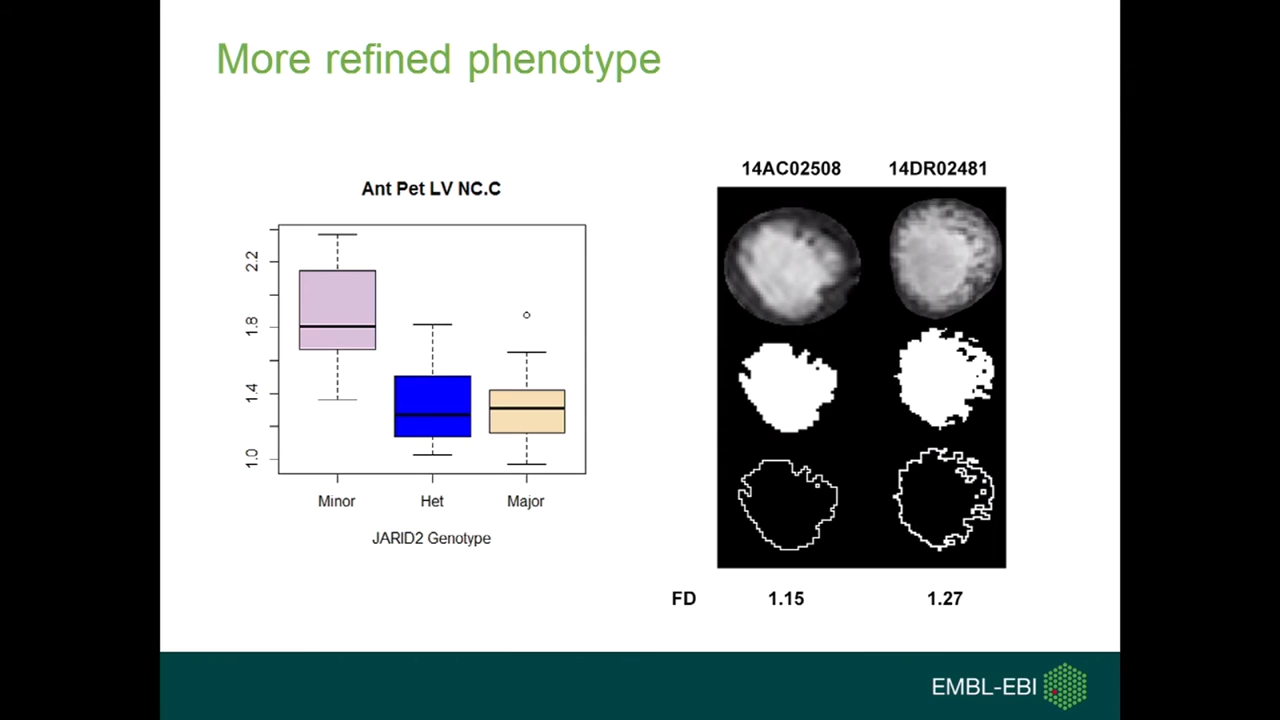 More refined phenotype
Ant Pet LV NC.C
2.2
1.8
1.4
1.0
Minor Het Major
JARID2 Genotype
14AC02508 14DR02481
FD 1.15 1.27
EMBL-EBI